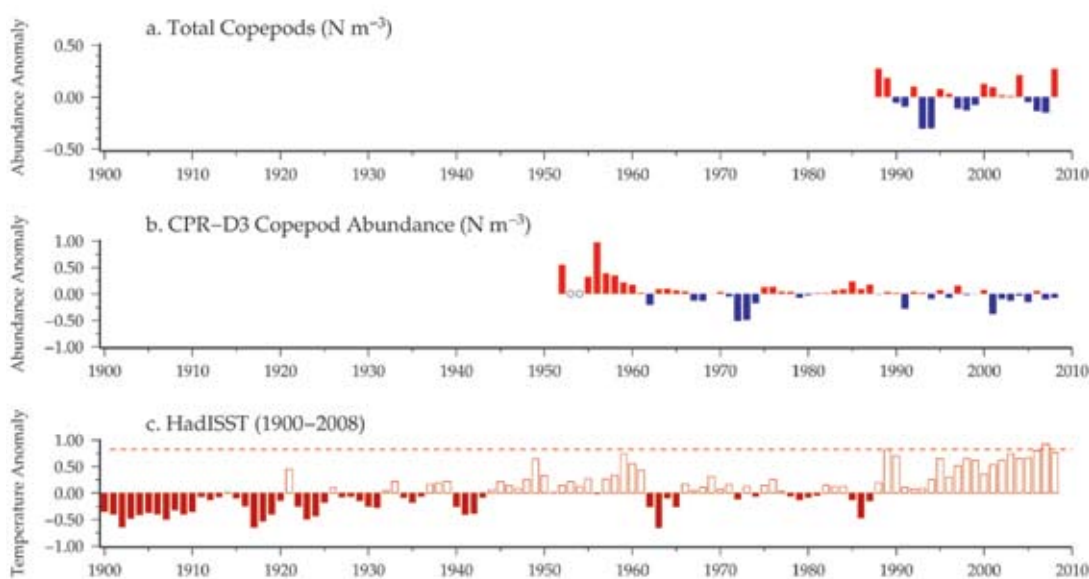 a. Total Copepods (N m⁻³)
Abundance Anomaly
0.50
0.00
−0.50
1900 1910 1920 1930 1940 1950 1960 1970 1980 1990 2000 2010
b. CPR−D3 Copepod Abundance (N m⁻³)
Abundance Anomaly
1.00
0.50
0.00
−0.50
−1.00
1900 1910 1920 1930 1940 1950 1960 1970 1980 1990 2000 2010
c. HadISST (1900−2008)
Temperature Anomaly
1.00
0.50
0.00
−0.50
−1.00
1900 1910 1920 1930 1940 1950 1960 1970 1980 1990 2000 2010